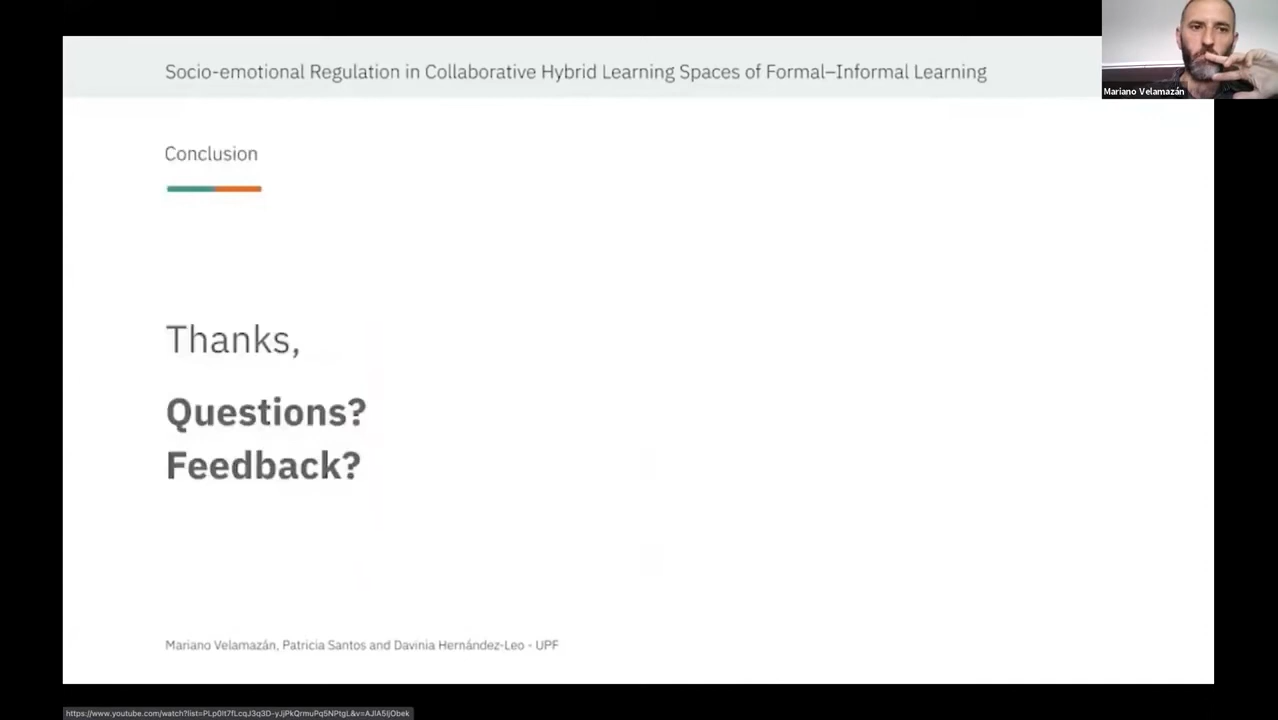 Socio-emotional Regulation in Collaborative Hybrid Learning Spaces of Formal–Informal Learning
Mariano Velamazán
Conclusion
Thanks,
Questions?
Feedback?
Mariano Velamazán, Patricia Santos and Davinia Hernández-Leo - UPF